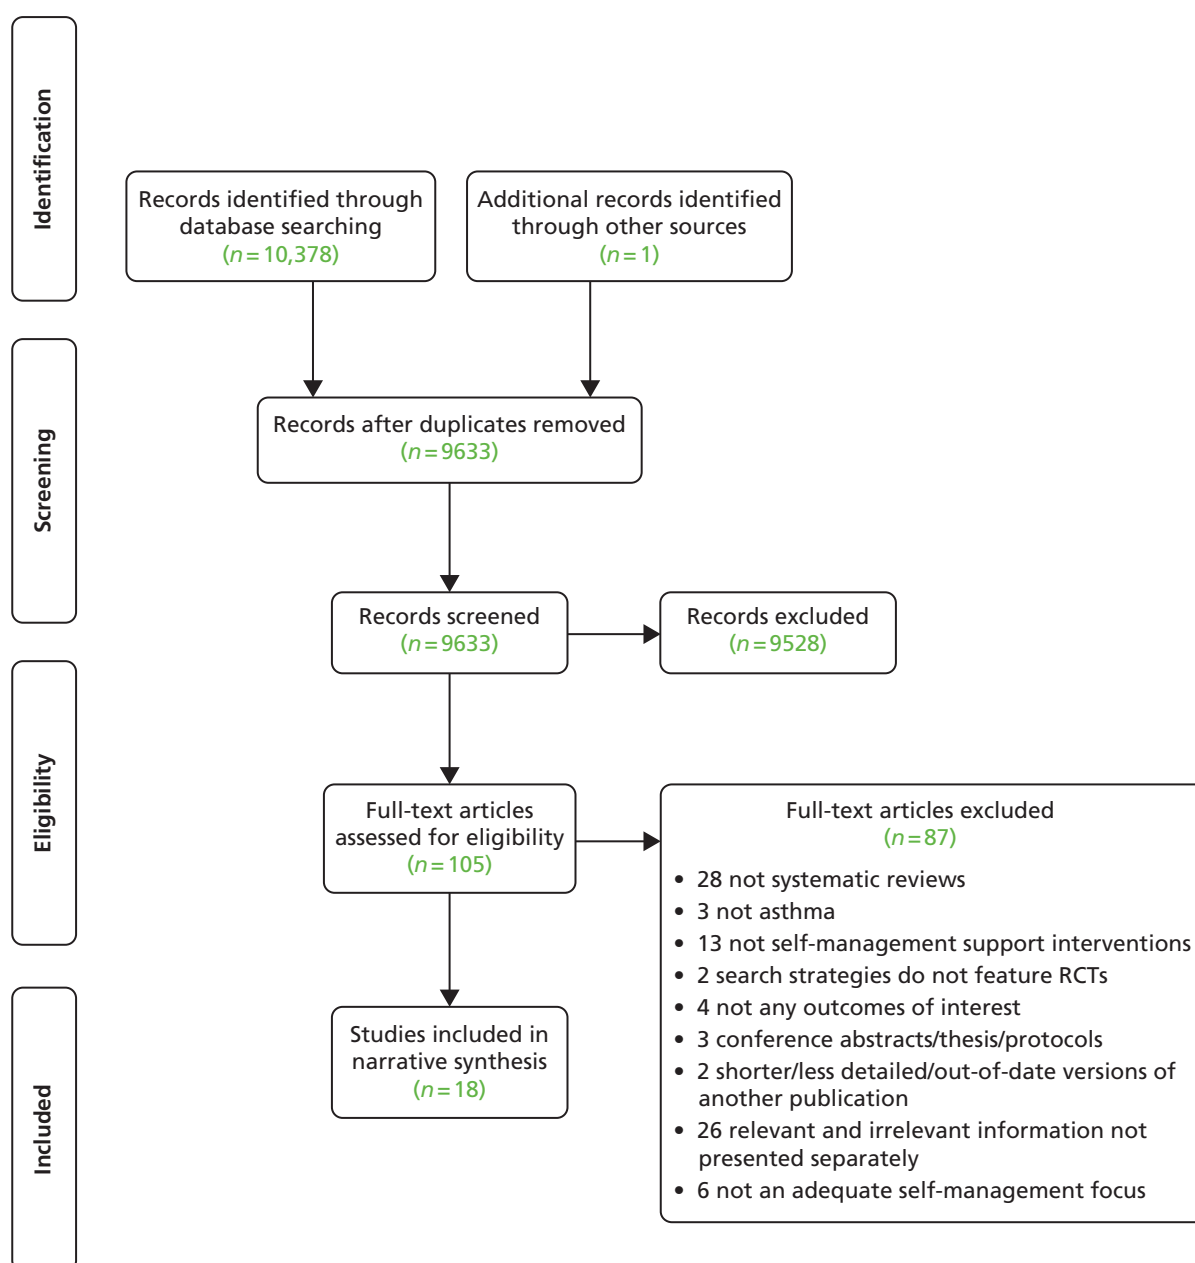 Identification
Records identified through
database searching
(n=10,378)
Additional records identified
through other sources
(n=1)
Screening
Records after duplicates removed
(n=9633)
Records screened
(n=9633)
Records excluded
(n=9528)
Eligibility
Full-text articles
assessed for eligibility
(n=105)
Full-text articles excluded
(n=87)
• 28 not systematic reviews
• 3 not asthma
• 13 not self-management support interventions
• 2 search strategies do not feature RCTs
• 4 not any outcomes of interest
• 3 conference abstracts/thesis/protocols
• 2 shorter/less detailed/out-of-date versions of
another publication
• 26 relevant and irrelevant information not
presented separately
• 6 not an adequate self-management focus
Included
Studies included in
narrative synthesis
(n=18)